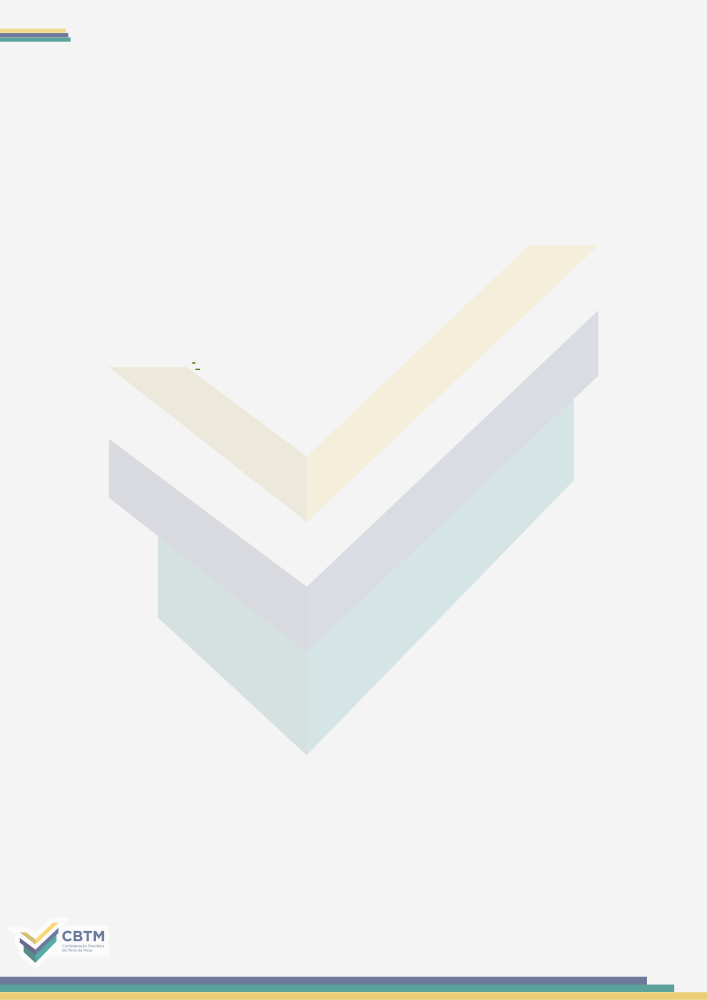 CBTM
Confederação Brasileira
de Tênis de Mesa